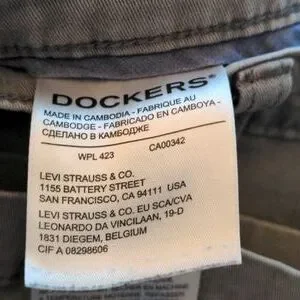 DOCKERS®
MADE IN CAMBODIA - FABRIQUE AU
CAMBODGE - FABRICADO EN CAMBOYA -
СДЕЛАНО В КАМБОДЖЕ
WPL 423 CA00342
LEVI STRAUSS & CO.
1155 BATTERY STREET
SAN FRANCISCO, CA 94111 USA
LEVI STRAUSS & CO. EU SCA/CVA
LEONARDO DA VINCILAAN, 19-D
1831 DIEGEM, BELGIUM
CIF A 08298606